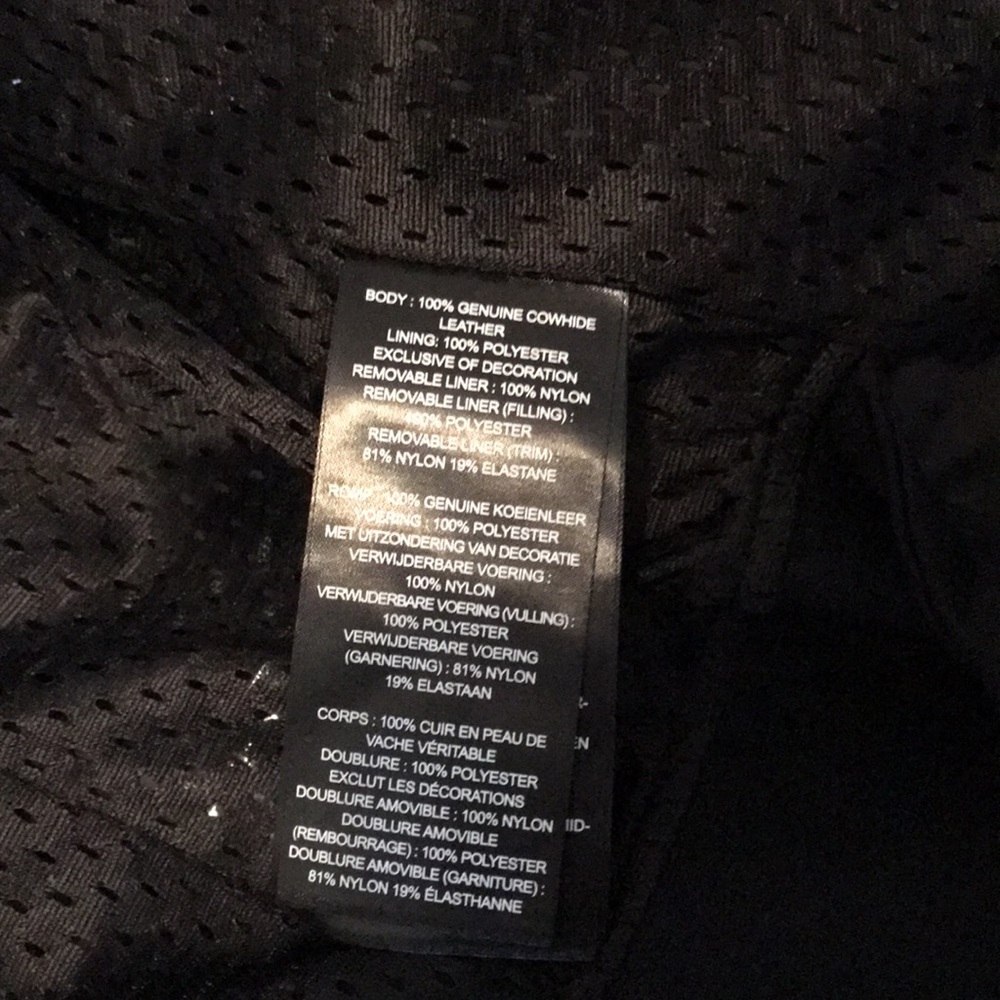 BODY : 100% GENUINE COWHIDE
LEATHER
LINING: 100% POLYESTER
EXCLUSIVE OF DECORATION
REMOVABLE LINER : 100% NYLON
REMOVABLE LINER (FILLING) :
100% POLYESTER
REMOVABLE LINER (TRIM) :
81% NYLON 19% ELASTANE
100% GENUINE KOEIENLEER
VOERING : 100% POLYESTER
MET UITZONDERING VAN DECORATIE
VERWIJDERBARE VOERING :
100% NYLON
VERWIJDERBARE VOERING (VULLING) :
100% POLYESTER
VERWIJDERBARE VOERING
(GARNERING) : 81% NYLON
19% ELASTAAN
CORPS : 100% CUIR EN PEAU DE
VACHE VÉRITABLE
DOUBLURE : 100% POLYESTER
EXCLUT LES DÉCORATIONS
DOUBLURE AMOVIBLE : 100% NYLON
DOUBLURE AMOVIBLE
(REMBOURRAGE) : 100% POLYESTER
DOUBLURE AMOVIBLE (GARNITURE) :
81% NYLON 19% ÉLASTHANNE